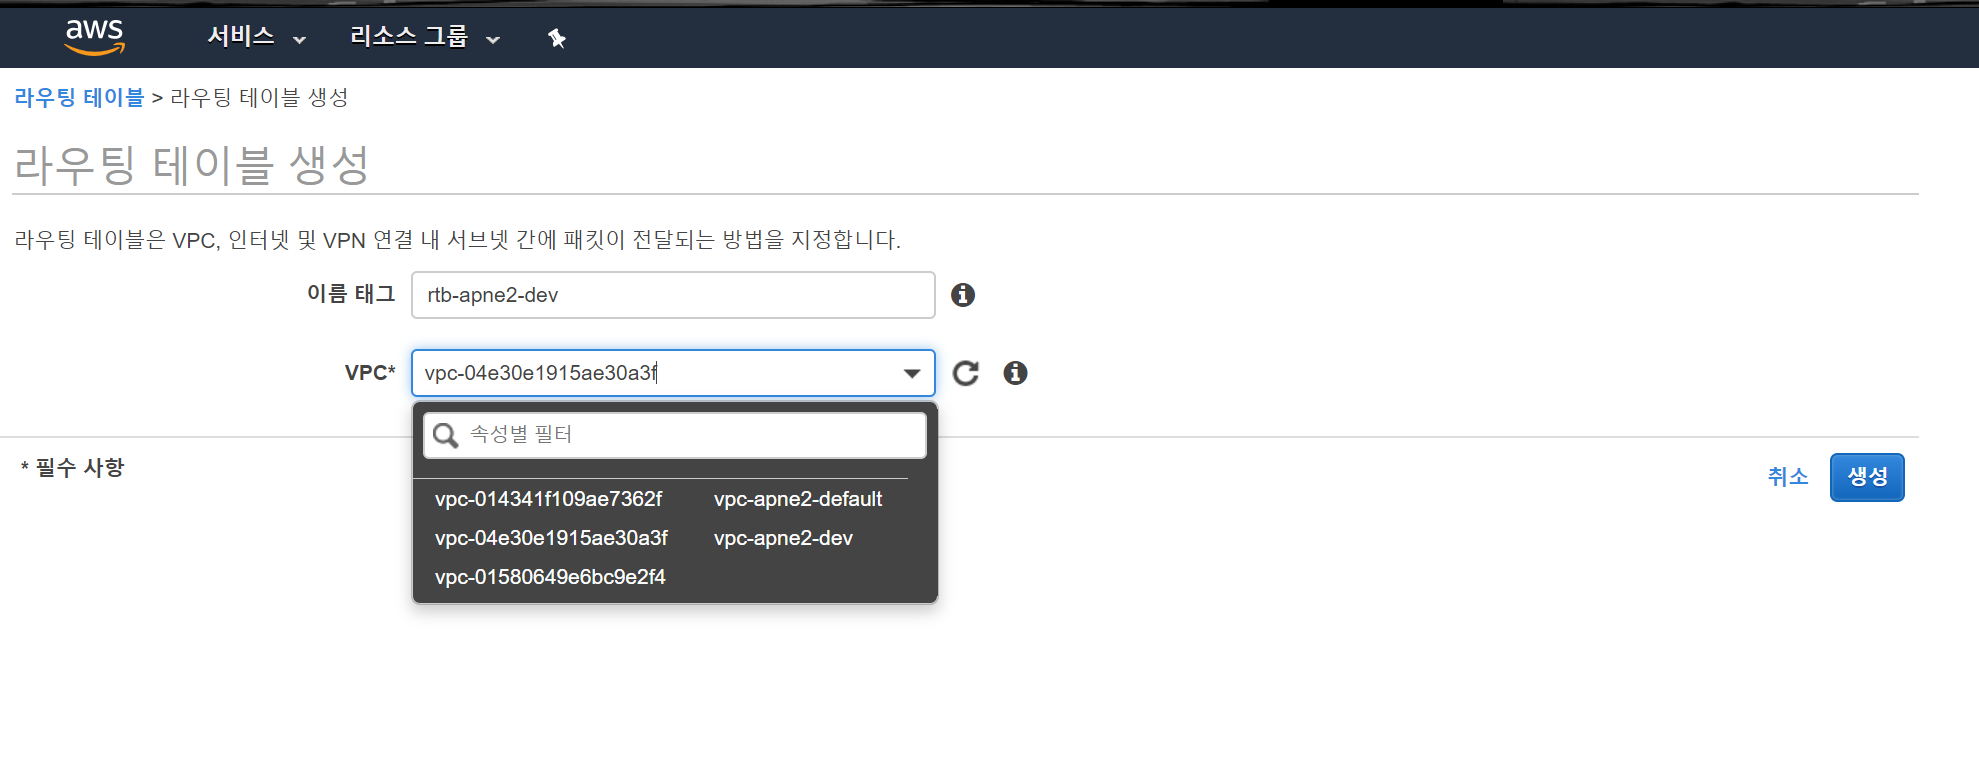 aws 서비스 리소스 그룹
라우팅 테이블 > 라우팅 테이블 생성
라우팅 테이블 생성
라우팅 테이블은 VPC, 인터넷 및 VPN 연결 내 서브넷 간에 패킷이 전달되는 방법을 지정합니다.
이름 태그 rtb-apne2-dev
VPC* vpc-04e30e1915ae30a3f
속성별 필터
* 필수 사항 취소 생성
vpc-014341f109ae7362f vpc-apne2-default
vpc-04e30e1915ae30a3f vpc-apne2-dev
vpc-01580649e6bc9e2f4